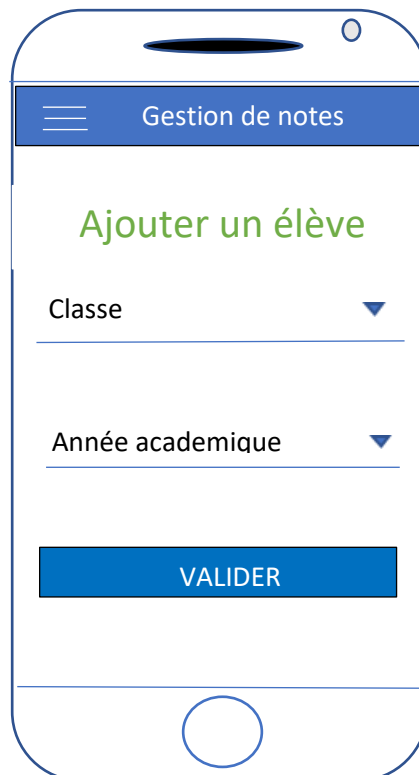 Gestion de notes
Ajouter un élève
Classe
Année academique
VALIDER